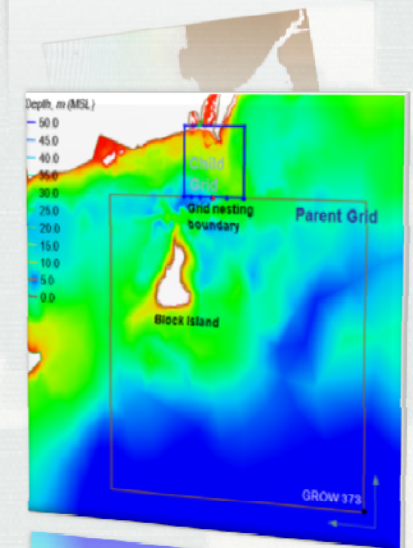 Depth, m (MSL)
50.0
45.0
40.0
35.0
30.0
25.0
20.0
15.0
10.0
5.0
0.0
Child
Grid
Grid nesting
boundary
Parent Grid
Block Island
GROW 373